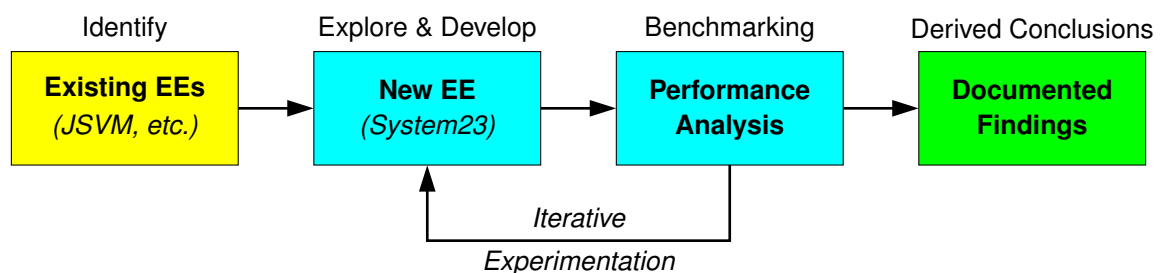 Identify
Explore & Develop
Benchmarking
Derived Conclusions
Existing EEs
(JSVM, etc.)
New EE
(System23)
Performance
Analysis
Documented
Findings
Iterative
Experimentation